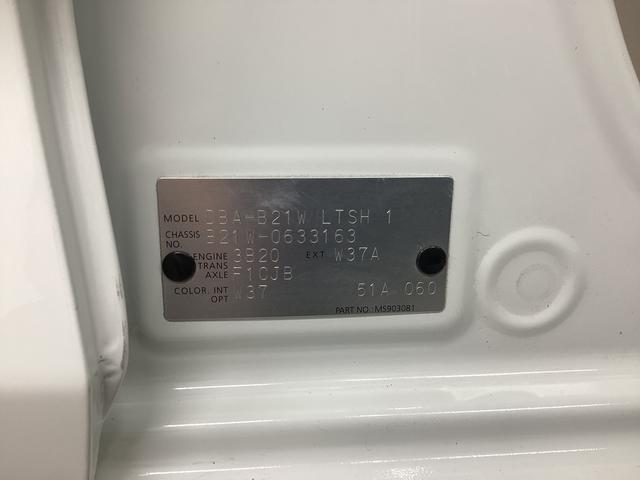 MODEL DBA-B21W LTSH 1
CHASSIS NO. B21W-0633163
ENGINE 3B20 EXT W37A
TRANS AXLE F1CJB
COLOR. INT OPT W37 51A 060
PART NO : MS903081